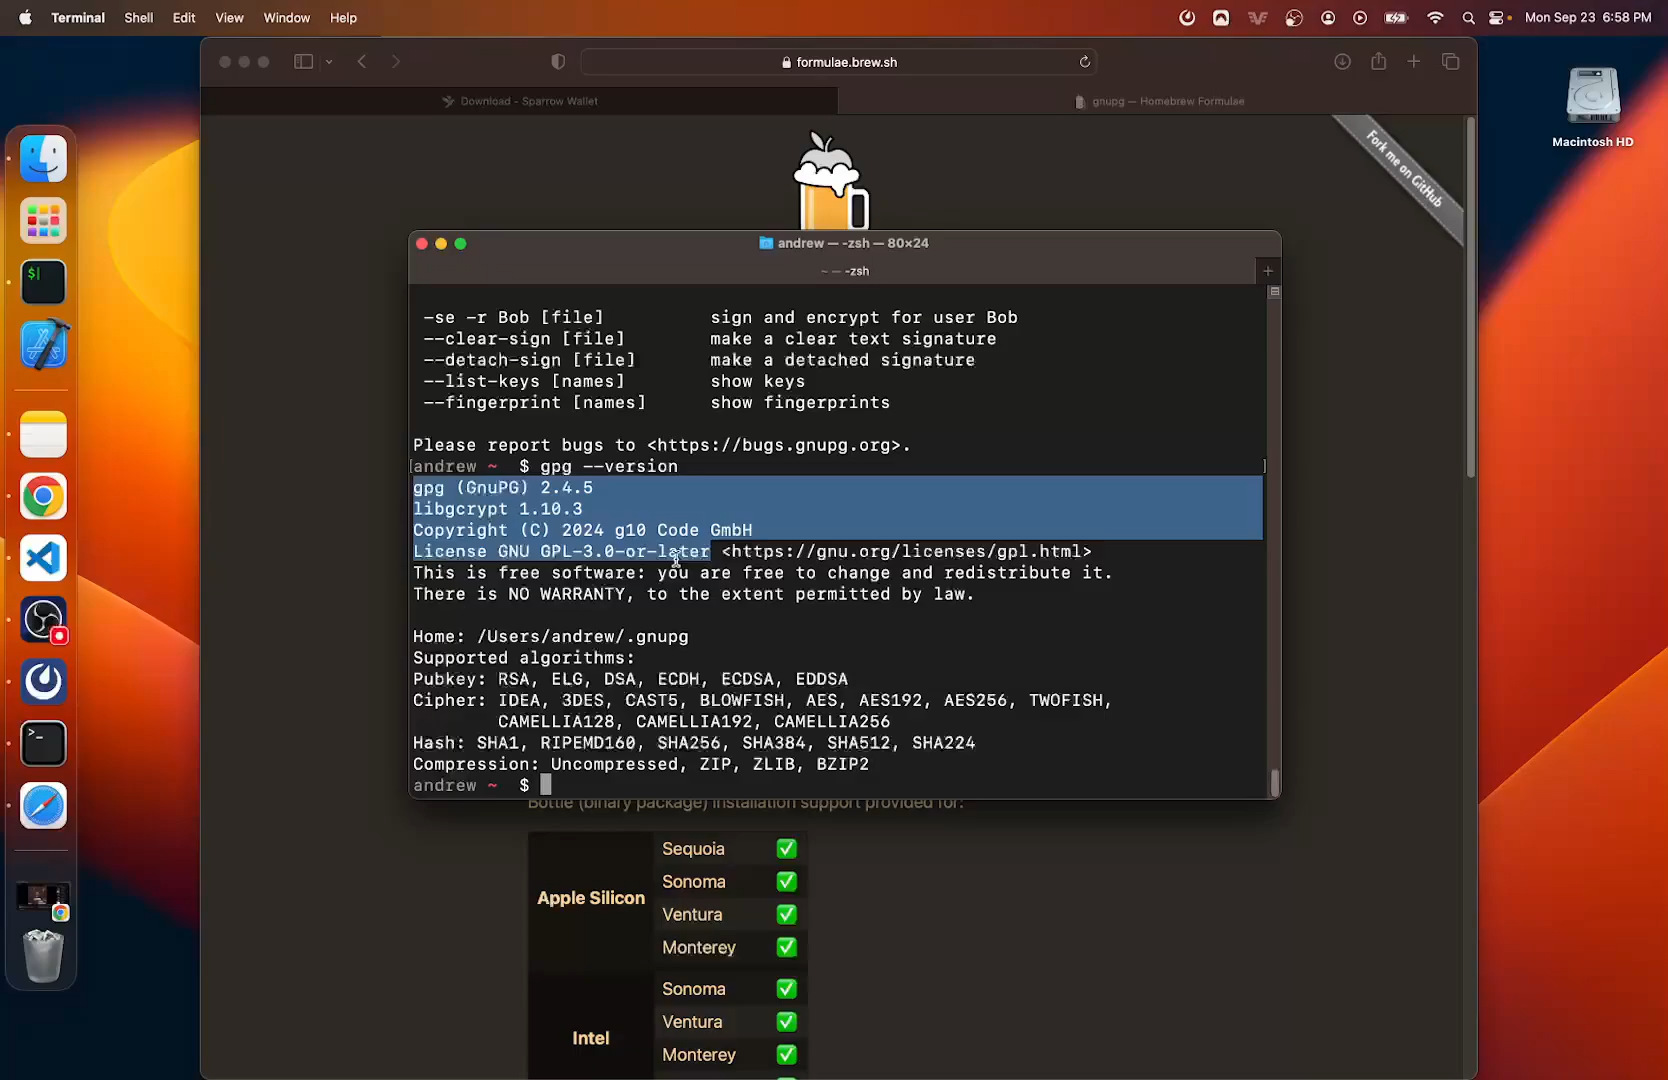 Terminal Shell Edit View Window Help Mon Sep 23 6:58 PM
formulae.brew.sh
Download - Sparrow Wallet gnupg — Homebrew Formulae
Fork me on GitHub
Macintosh HD
andrew — -zsh — 80×24
~ — -zsh
-se -r Bob [file] sign and encrypt for user Bob
--clear-sign [file] make a clear text signature
--detach-sign [file] make a detached signature
--list-keys [names] show keys
--fingerprint [names] show fingerprints
Please report bugs to <https://bugs.gnupg.org>.
[andrew ~ $ gpg --version ]
gpg (GnuPG) 2.4.5
libgcrypt 1.10.3
Copyright (C) 2024 g10 Code GmbH
License GNU GPL-3.0-or-later <https://gnu.org/licenses/gpl.html>
This is free software: you are free to change and redistribute it.
There is NO WARRANTY, to the extent permitted by law.
Home: /Users/andrew/.gnupg
Supported algorithms:
Pubkey: RSA, ELG, DSA, ECDH, ECDSA, EDDSA
Cipher: IDEA, 3DES, CAST5, BLOWFISH, AES, AES192, AES256, TWOFISH,
CAMELLIA128, CAMELLIA192, CAMELLIA256
Hash: SHA1, RIPEMD160, SHA256, SHA384, SHA512, SHA224
Compression: Uncompressed, ZIP, ZLIB, BZIP2
andrew ~ $
Bottle (binary package) installation support provided for:
Apple Silicon
Sequoia ✅
Sonoma ✅
Ventura ✅
Monterey ✅
Intel
Sonoma ✅
Ventura ✅
Monterey ✅